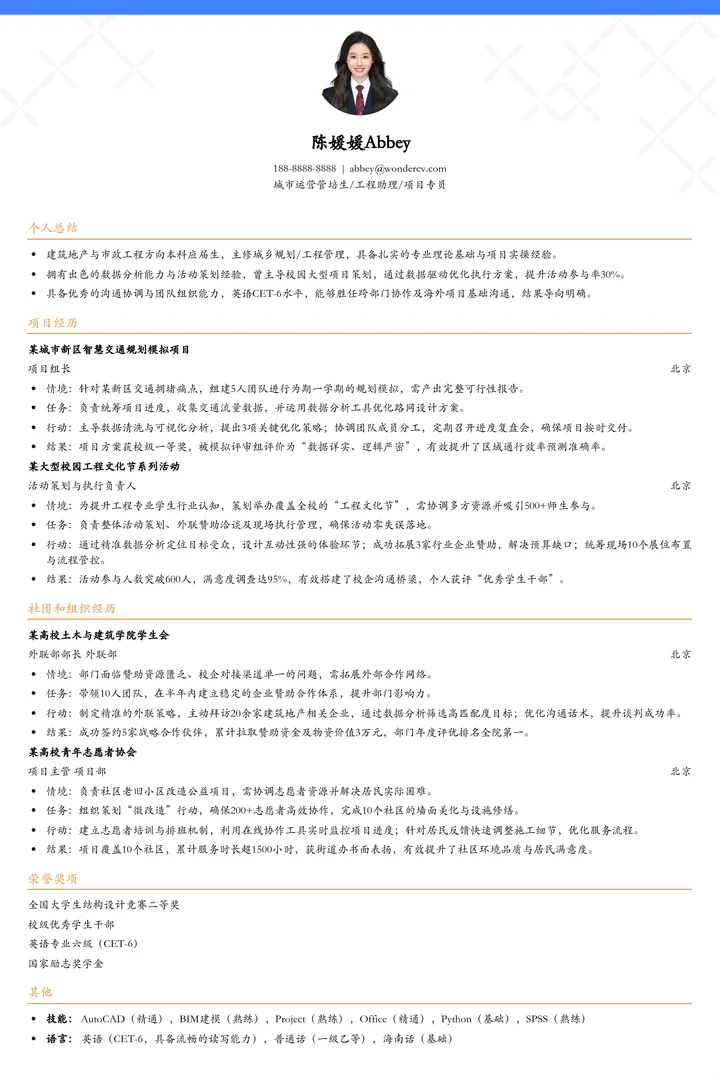 陈媛媛Abbey
188-8888-8888 | abbey@wondercv.com
城市运营管培生/工程助理/项目专员
个人总结
• 建筑地产与市政工程方向本科应届生，主修城乡规划/工程管理，具备扎实的专业理论基础与项目实操经验。
• 拥有出色的数据分析能力与活动策划经验，曾主导校园大型项目策划，通过数据驱动优化执行方案，提升活动参与率30%。
• 具备优秀的沟通协调与团队组织能力，英语CET-6水平，能够胜任跨部门协作及海外项目基础沟通，结果导向明确。
项目经历
某城市新区智慧交通规划模拟项目
项目组长 北京
• 情境：针对某新区交通拥堵痛点，组建5人团队进行为期一学期的规划模拟，需产出完整可行性报告。
• 任务：负责统筹项目进度，收集交通流量数据，并运用数据分析工具优化路网设计方案。
• 行动：主导数据清洗与可视化分析，提出3项关键优化策略；协调团队成员分工，定期召开进度复盘会，确保项目按时交付。
• 结果：项目方案获校级一等奖，被模拟评审组评价为“数据详实、逻辑严密”，有效提升了区域通行效率预测准确率。
某大型校园工程文化节系列活动
活动策划与执行负责人 北京
• 情境：为提升工程专业学生行业认知，策划举办覆盖全校的“工程文化节”，需协调多方资源并吸引500+师生参与。
• 任务：负责整体活动策划、外联赞助洽谈及现场执行管理，确保活动零失误落地。
• 行动：通过精准数据分析定位目标受众，设计互动性强的体验环节；成功拓展3家行业企业赞助，解决预算缺口；统筹现场10个展位布置
与流程管控。
• 结果：活动参与人数突破600人，满意度调查达95%，有效搭建了校企沟通桥梁，个人获评“优秀学生干部”。
社团和组织经历
某高校土木与建筑学院学生会
外联部部长 外联部 北京
• 情境：部门面临赞助资源匮乏、校企对接渠道单一的问题，需拓展外部合作网络。
• 任务：带领10人团队，在半年内建立稳定的企业赞助合作体系，提升部门影响力。
• 行动：制定精准的外联策略，主动拜访20余家建筑地产相关企业，通过数据分析筛选高匹配度目标；优化沟通话术，提升谈判成功率。
• 结果：成功签约5家战略合作伙伴，累计拉取赞助资金及物资价值3万元，部门年度评优排名全院第一。
某高校青年志愿者协会
项目主管 项目部 北京
• 情境：负责社区老旧小区改造公益项目，需协调志愿者资源并解决居民实际困难。
• 任务：组织策划“微改造”行动，确保200+志愿者高效协作，完成10个社区的墙面美化与设施修缮。
• 行动：建立志愿者培训与排班机制，利用在线协作工具实时监控项目进度；针对居民反馈快速调整施工细节，优化服务流程。
• 结果：项目覆盖10个社区，累计服务时长超1500小时，获街道办书面表扬，有效提升了社区环境品质与居民满意度。
荣誉奖项
全国大学生结构设计竞赛二等奖
校级优秀学生干部
英语专业六级（CET-6）
国家励志奖学金
其他
• 技能： AutoCAD（精通）, BIM建模（熟练）, Project（熟练）, Office（精通）, Python（基础）, SPSS（熟练）
• 语言： 英语（CET-6，具备流畅的读写能力）, 普通话（一级乙等）, 海南话（基础）